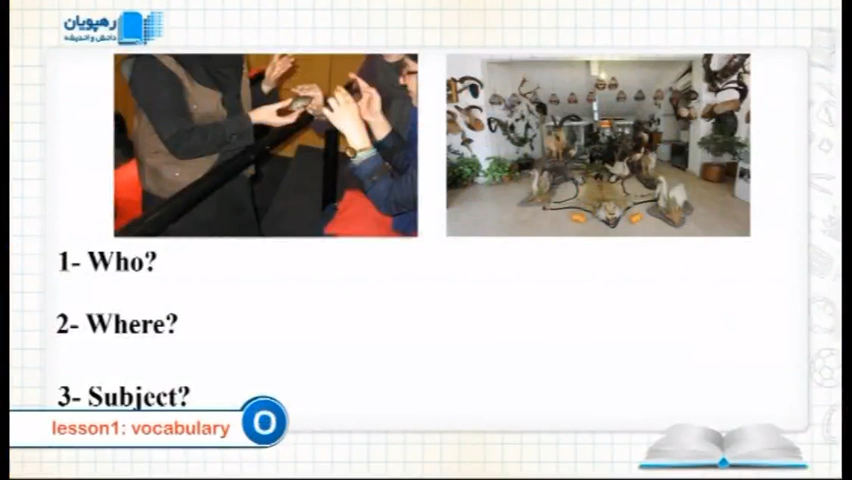 رهپویان
دانش و اندیشه
1- Who?
2- Where?
3- Subject?
lesson1: vocabulary